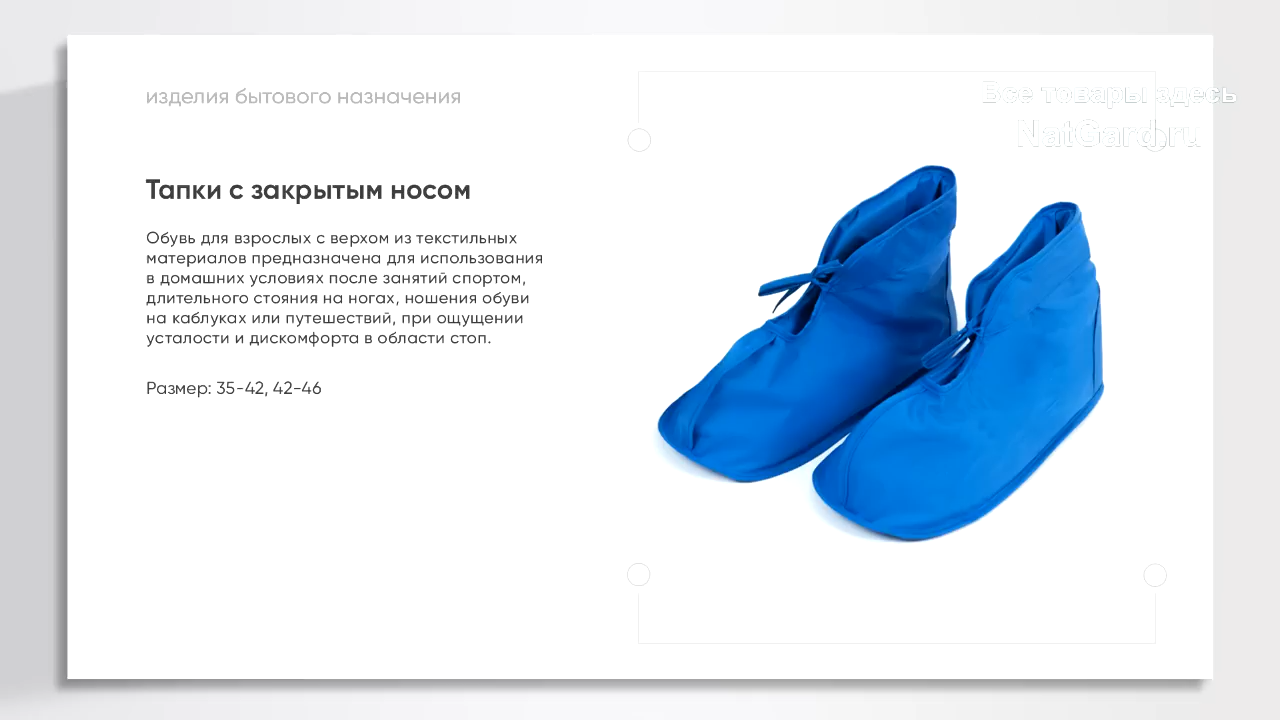 изделия бытового назначения
Все товары здесь
NatGard.ru
Тапки с закрытым носом
Обувь для взрослых с верхом из текстильных
материалов предназначена для использования
в домашних условиях после занятий спортом,
длительного стояния на ногах, ношения обуви
на каблуках или путешествий, при ощущении
усталости и дискомфорта в области стоп.
Размер: 35-42, 42-46